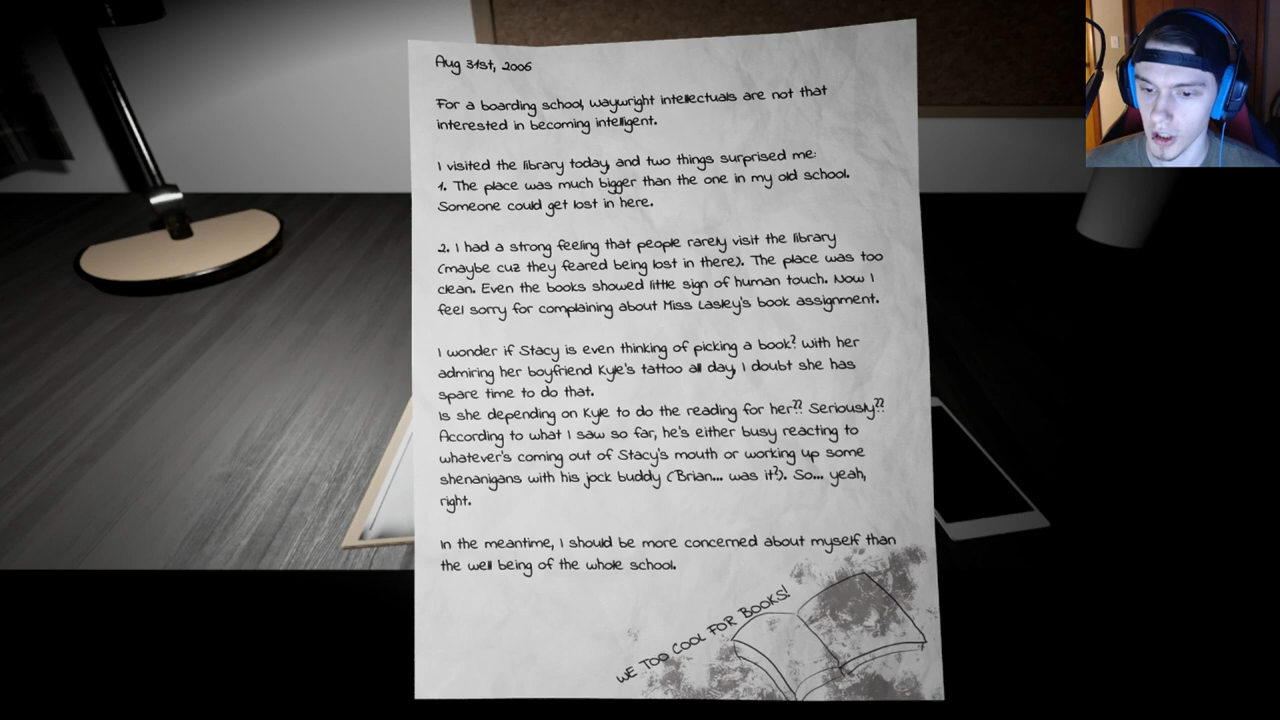 Aug 31st, 2006
For a boarding school, waywright intellectuals are not that
interested in becoming intelligent.
I visited the library today, and two things surprised me:
1. The place was much bigger than the one in my old school.
Someone could get lost in here.
2. I had a strong feeling that people rarely visit the library
(maybe cuz they feared being lost in there). The place was too
clean. Even the books showed little sign of human touch. Now I
feel sorry for complaining about Miss Lasley's book assignment.
I wonder if Stacy is even thinking of picking a book? With her
admiring her boyfriend Kyle's tattoo all day, I doubt she has
spare time to do that.
Is she depending on Kyle to do the reading for her?? Seriously??
According to what I saw so far, he's either busy reacting to
whatever's coming out of Stacy's mouth or working up some
shenanigans with his jock buddy (Brian... was it?). So... yeah,
right.
In the meantime, I should be more concerned about myself than
the well being of the whole school.
WE TOO COOL FOR BOOKS!